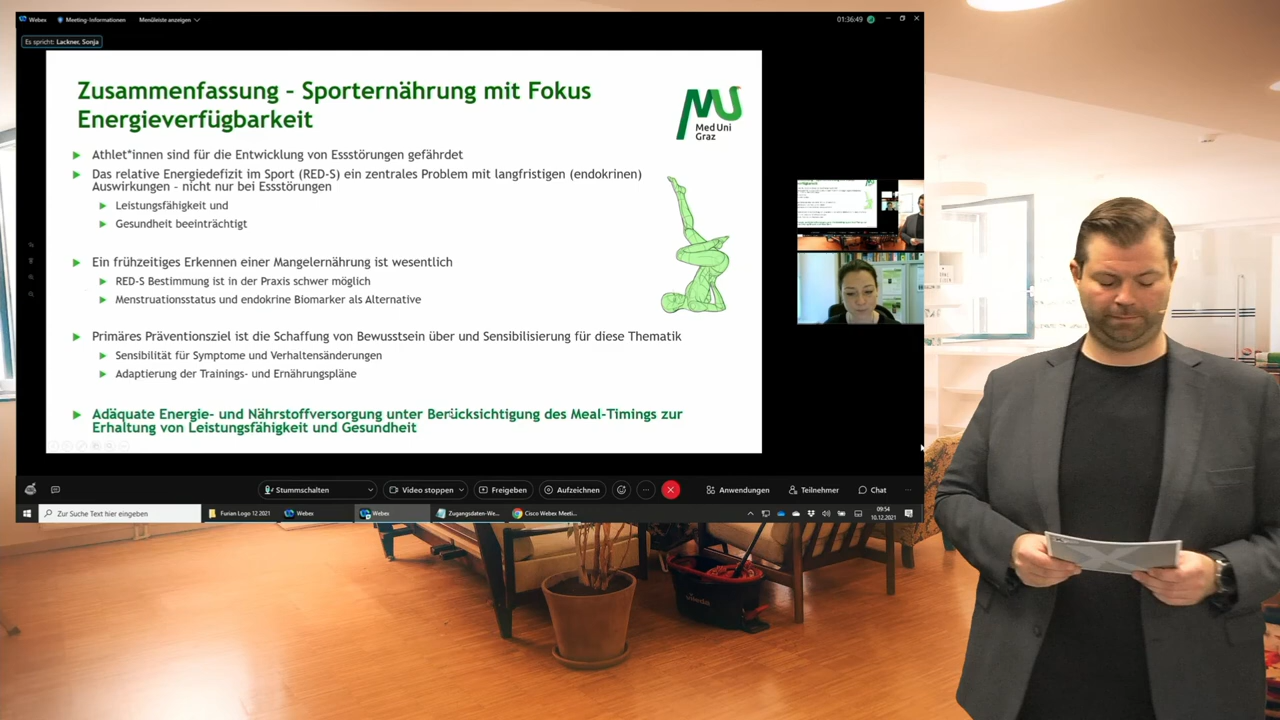 Webex
Meeting-Informationen
Menüleiste anzeigen
01:36:49
Es spricht: Lackner, Sonja
Zusammenfassung – Sporternährung mit Fokus
Energieverfügbarkeit
MU
Med Uni
Graz
Athlet*innen sind für die Entwicklung von Essstörungen gefährdet
Das relative Energiedefizit im Sport (RED-S) ein zentrales Problem mit langfristigen (endokrinen)
Auswirkungen – nicht nur bei Essstörungen
Leistungsfähigkeit und
Gesundheit beeinträchtigt
Ein frühzeitiges Erkennen einer Mangelernährung ist wesentlich
RED-S Bestimmung ist in der Praxis schwer möglich
Menstruationsstatus und endokrine Biomarker als Alternative
Primäres Präventionsziel ist die Schaffung von Bewusstsein über und Sensibilisierung für diese Thematik
Sensibilität für Symptome und Verhaltensänderungen
Adaptierung der Trainings- und Ernährungspläne
Adäquate Energie- und Nährstoffversorgung unter Berücksichtigung des Meal-Timings zur
Erhaltung von Leistungsfähigkeit und Gesundheit
Stummschalten
Video stoppen
Freigeben
Aufzeichnen
Anwendungen
Teilnehmer
Chat
Zur Suche Text hier eingeben
Furian Logo 12.2021
Webex
Webex
Zugangsdaten-We...
Cisco Webex Meeti...
09:54
10.12.2021
vileda